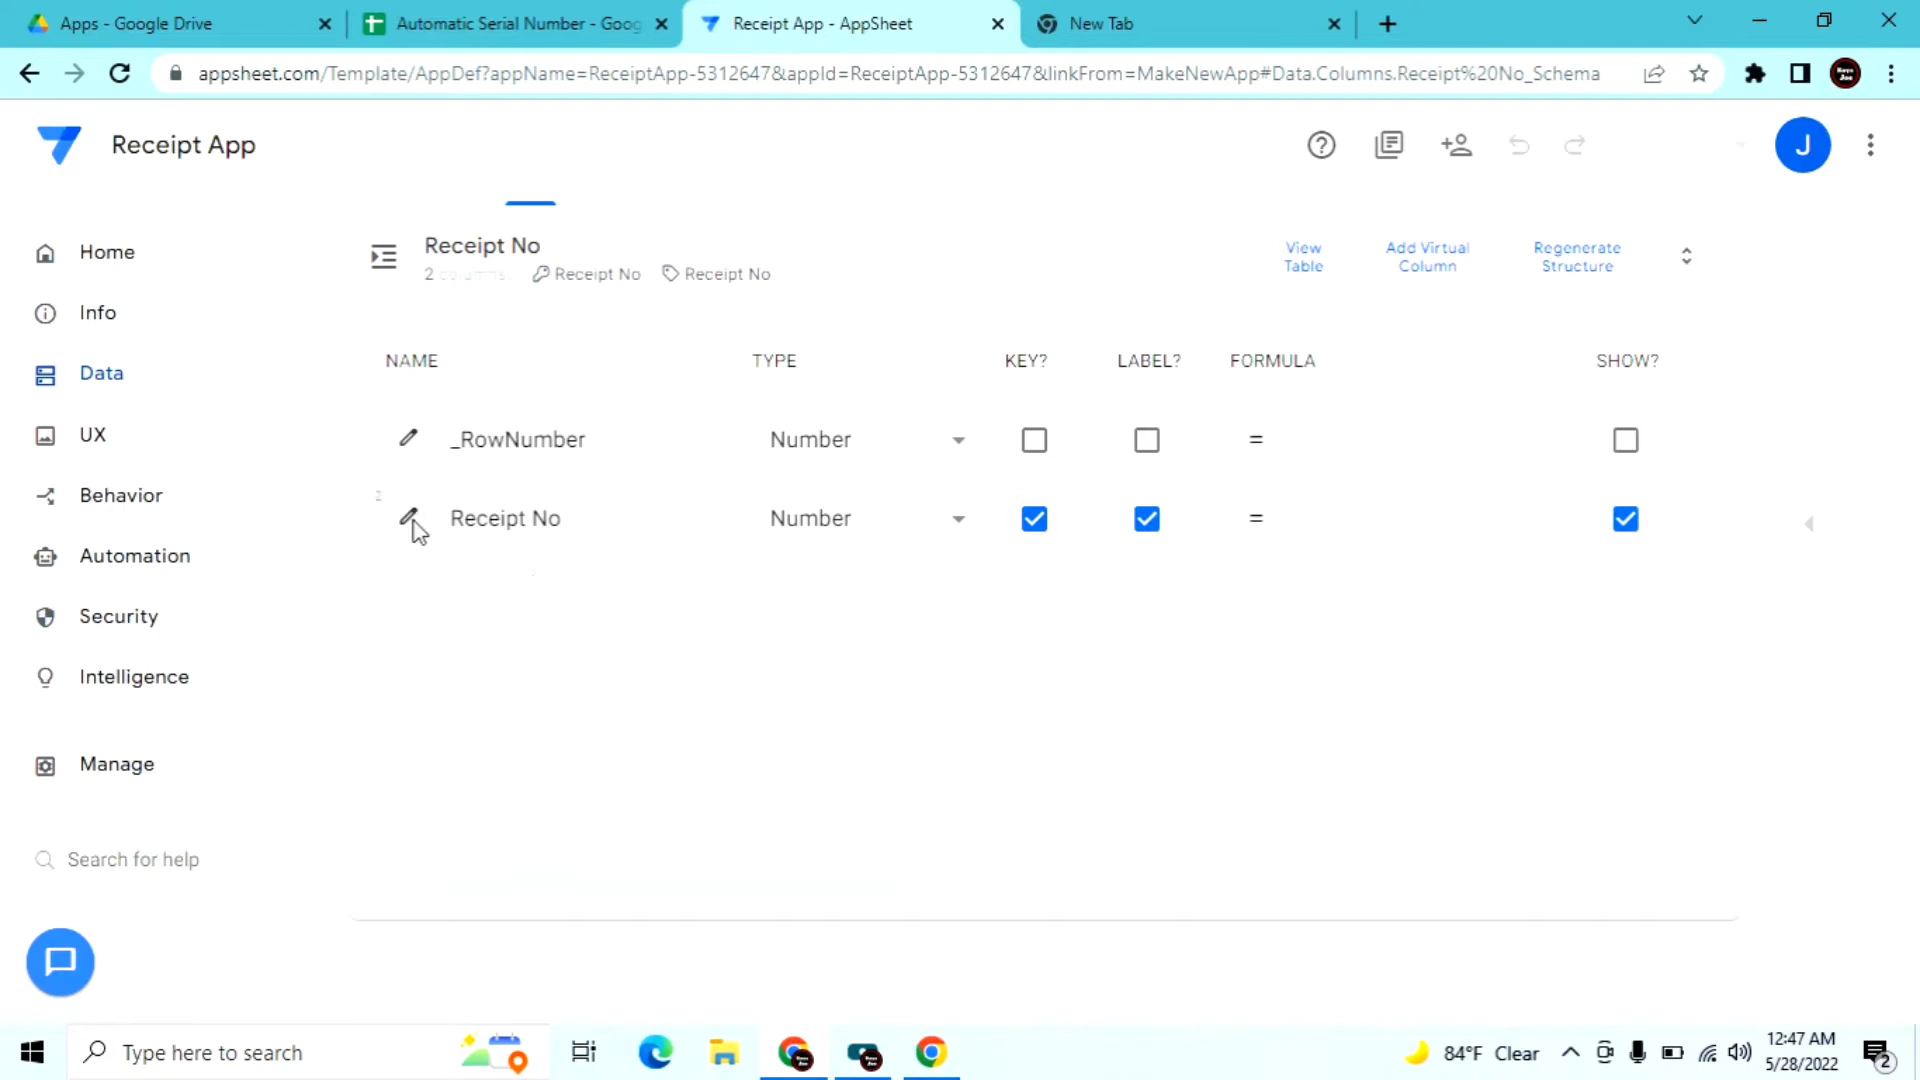 Apps - Google Drive
Automatic Serial Number - Goog
Receipt App - AppSheet
New Tab
appsheet.com/Template/AppDef?appName=ReceiptApp-5312647&appId=ReceiptApp-5312647&linkFrom=MakeNewApp#Data.Columns.Receipt%20No_Schema
Receipt App
J
Home
Info
Data
UX
Behavior
Automation
Security
Intelligence
Manage
Search for help
Receipt No
2 columns: Receipt No Receipt No
View Table
Add Virtual Column
Regenerate Structure
NAME TYPE KEY? LABEL? FORMULA SHOW?
_RowNumber Number =
2
Receipt No Number =
Type here to search
84°F Clear
12:47 AM
5/28/2022
2